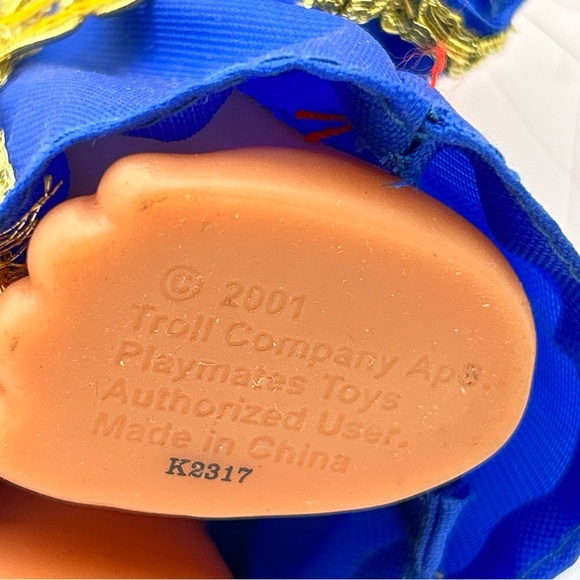 © 2001
Troll Company ApS.
Playmates Toys
Authorized User.
Made in China
K2317